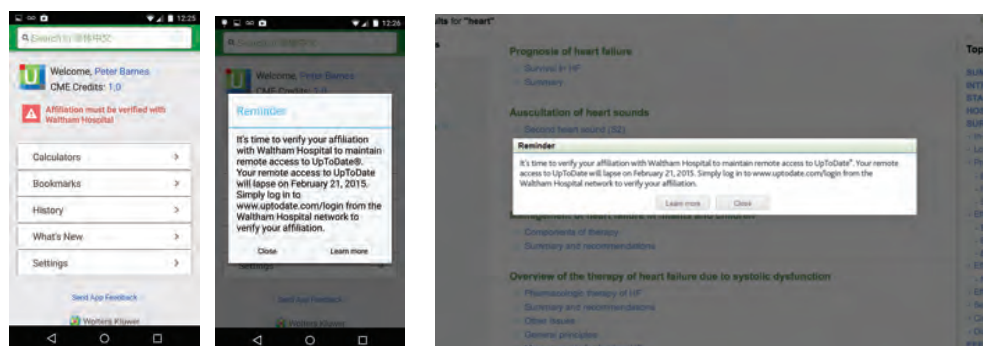 12:25
Search in
Welcome, Peter Barnes
CME Credits: 1.0
Affiliation must be verified with
Waltham Hospital
Calculators
Bookmarks
History
What's New
Settings
Send App Feedback
Wolters Kluwer
12:26
Welcome, Peter Barnes
CME Credits: 1.0
Reminder
It's time to verify your affiliation
with Waltham Hospital to maintain
remote access to UpToDate®.
Your remote access to UpToDate
will lapse on February 21, 2015.
Simply log in to
www.uptodate.com/login from the
Waltham Hospital network to
verify your affiliation.
Close Learn more
Settings
Send App Feedback
Wolters Kluwer
for "heart"
Prognosis of heart failure
Survival in HF
Summary
Auscultation of heart sounds
Second heart sound (S2)
Reminder
It's time to verify your affiliation with Waltham Hospital to maintain remote access to UpToDate®. Your remote
access to UpToDate will lapse on February 21, 2015. Simply log in to www.uptodate.com/login from the
Waltham Hospital network to verify your affiliation.
Learn more Close
Management of heart failure in infants and children
Components of therapy
Summary and recommendations
Overview of the therapy of heart failure due to systolic dysfunction
Pharmacologic therapy of HF
Summary and recommendations
Other issues
General principles
Top